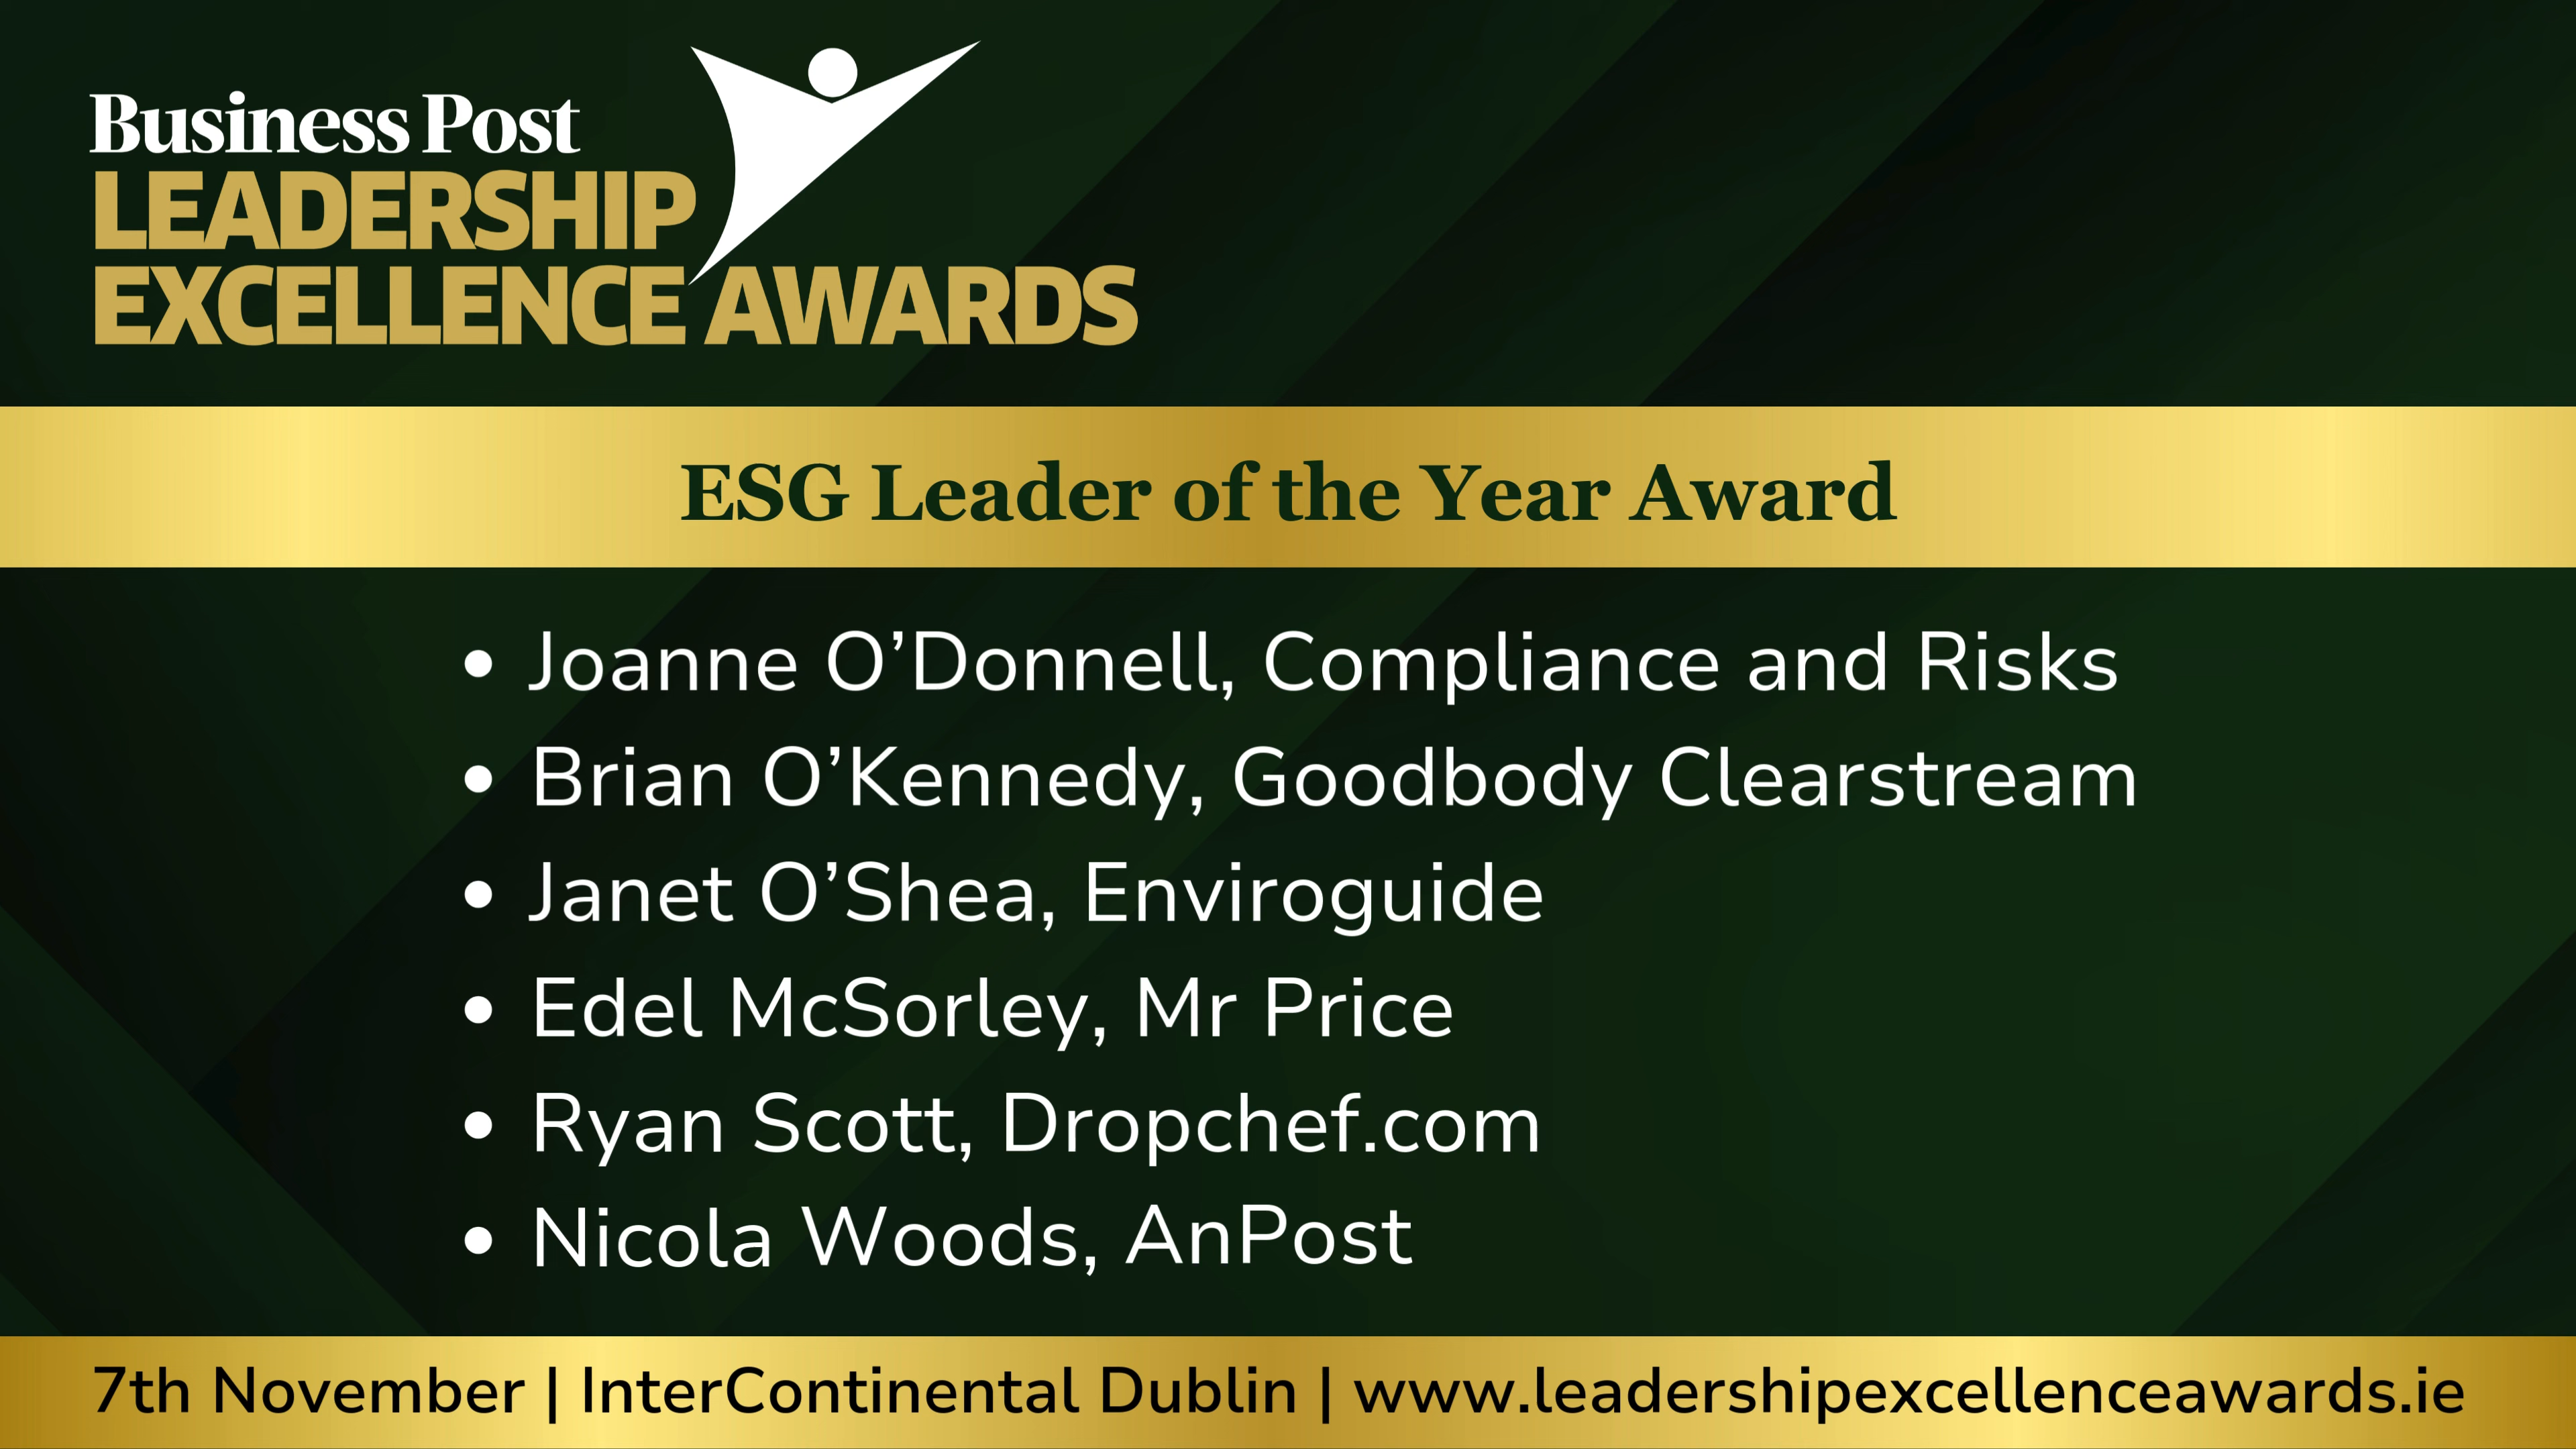 Business Post
LEADERSHIP
EXCELLENCE AWARDS
ESG Leader of the Year Award
• Joanne O’Donnell, Compliance and Risks
• Brian O’Kennedy, Goodbody Clearstream
• Janet O’Shea, Enviroguide
• Edel McSorley, Mr Price
• Ryan Scott, Dropchef.com
• Nicola Woods, AnPost
7th November | InterContinental Dublin | www.leadershipexcellenceawards.ie